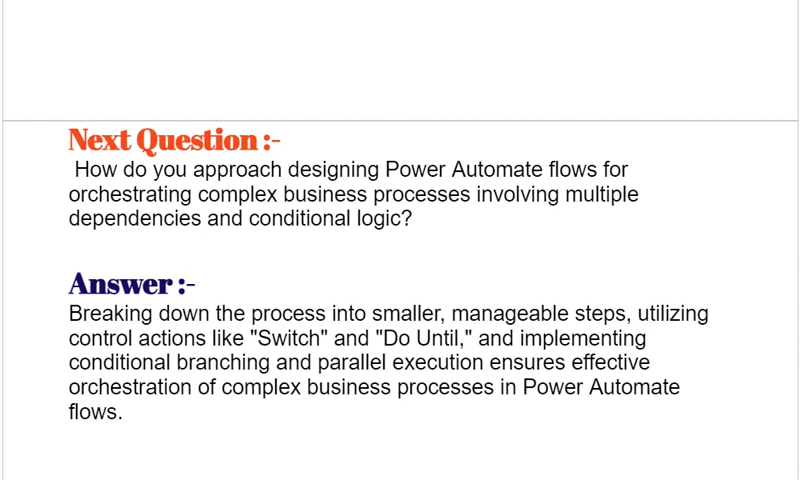 Next Question :-
How do you approach designing Power Automate flows for
orchestrating complex business processes involving multiple
dependencies and conditional logic?
Answer :-
Breaking down the process into smaller, manageable steps, utilizing
control actions like "Switch" and "Do Until," and implementing
conditional branching and parallel execution ensures effective
orchestration of complex business processes in Power Automate
flows.